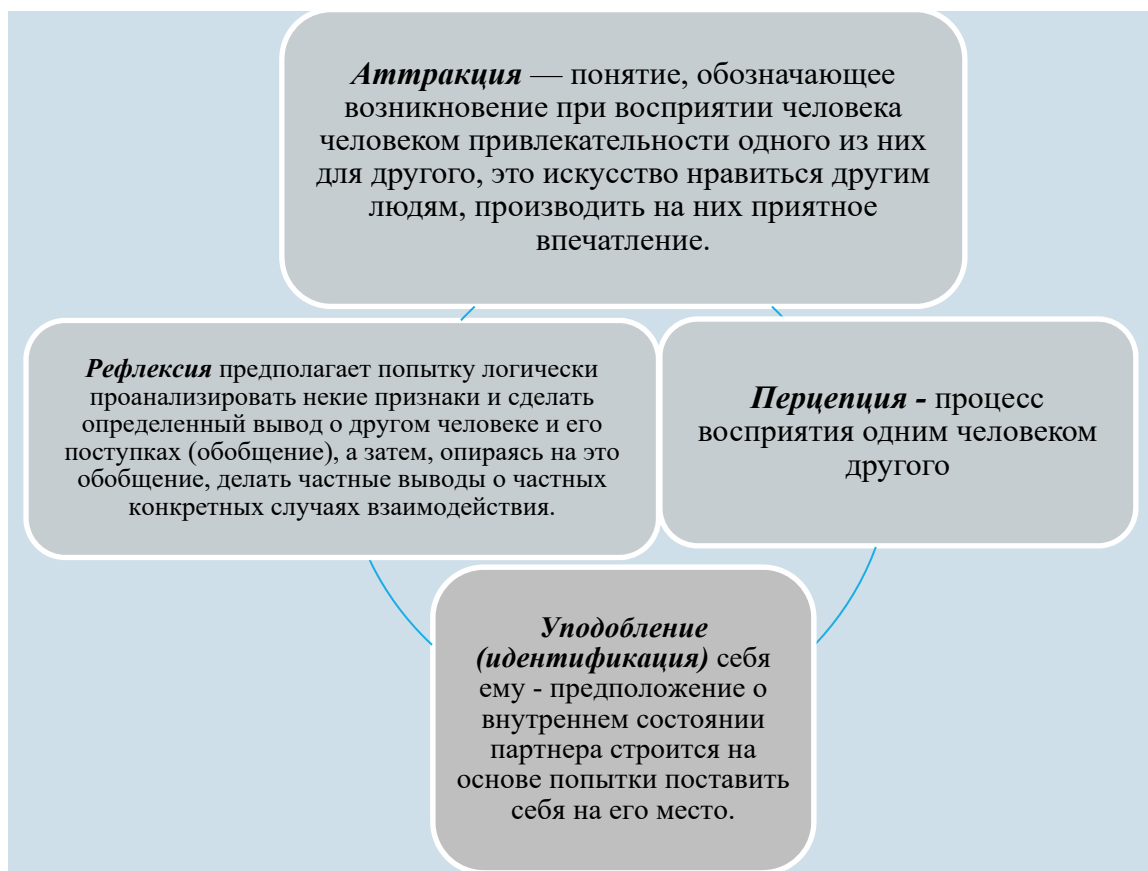 Аттракция — понятие, обозначающее
возникновение при восприятии человека
человеком привлекательности одного из них
для другого, это искусство нравиться другим
людям, производить на них приятное
впечатление.
Рефлексия предполагает попытку логически
проанализировать некие признаки и сделать
определенный вывод о другом человеке и его
поступках (обобщение), а затем, опираясь на это
обобщение, делать частные выводы о частных
конкретных случаях взаимодействия.
Перцепция - процесс
восприятия одним человеком
другого
Уподобление
(идентификация) себя
ему - предположение о
внутреннем состоянии
партнера строится на
основе попытки поставить
себя на его место.